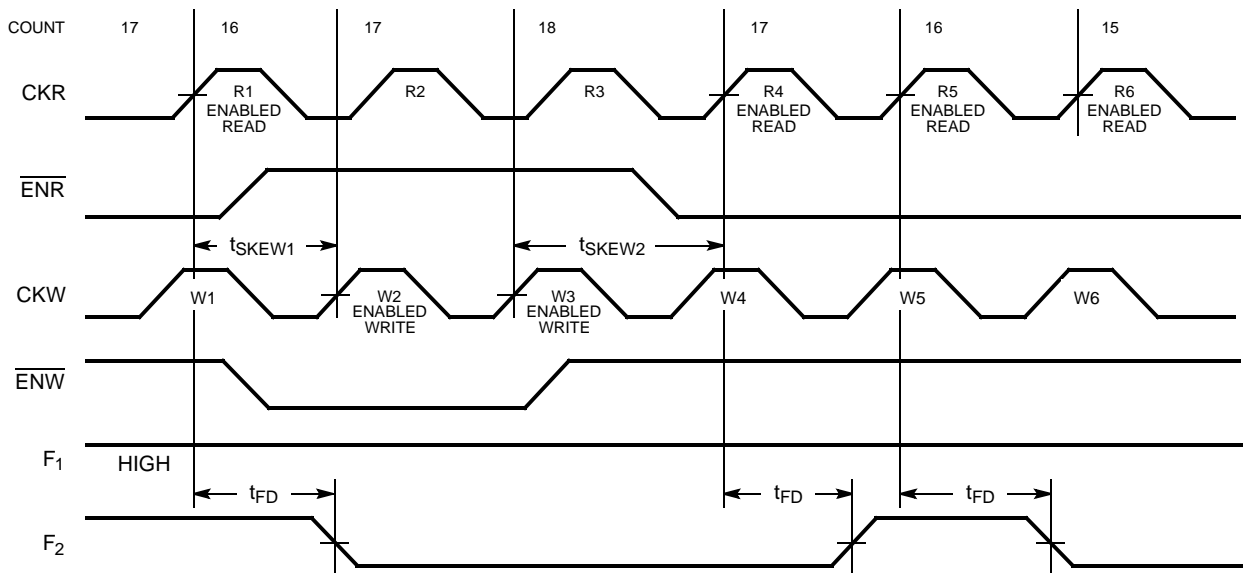 COUNT 17 16 17 18 17 16 15
CKR
R1 ENABLED READ
R2
R3
R4 ENABLED READ
R5 ENABLED READ
R6 ENABLED READ
ENR
tSKEW1
tSKEW2
CKW
W1
W2 ENABLED WRITE
W3 ENABLED WRITE
W4
W5
W6
ENW
F1
HIGH
tFD
tFD
tFD
F2